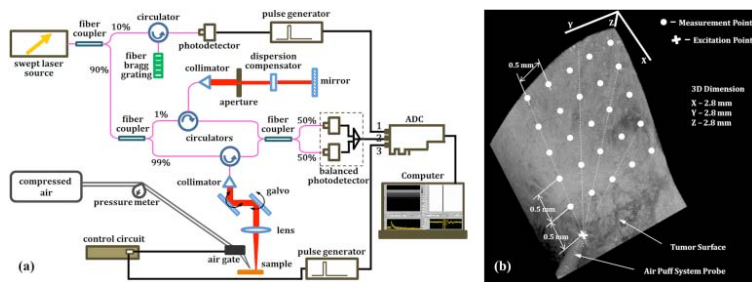 (a)
fiber
coupler
10%
circulator
pulse generator
swept laser
source
90%
fiber
bragg
grating
photodetector
collimator
dispersion
compensator
mirror
aperture
fiber
coupler
1%
circulators
fiber
coupler
50%
50%
balanced
photodetector
1
2
3
ADC
99%
collimator
galvo
lens
Computer
compressed
air
pressure meter
control circuit
air gate
sample
pulse generator
(b)
Y
Z
X
– Measurement Point
– Excitation Point
0.5 mm
3D Dimension
X – 2.8 mm
Y – 2.8 mm
Z – 2.8 mm
0.5 mm
0.5 mm
Tumor Surface
Air Puff System Probe